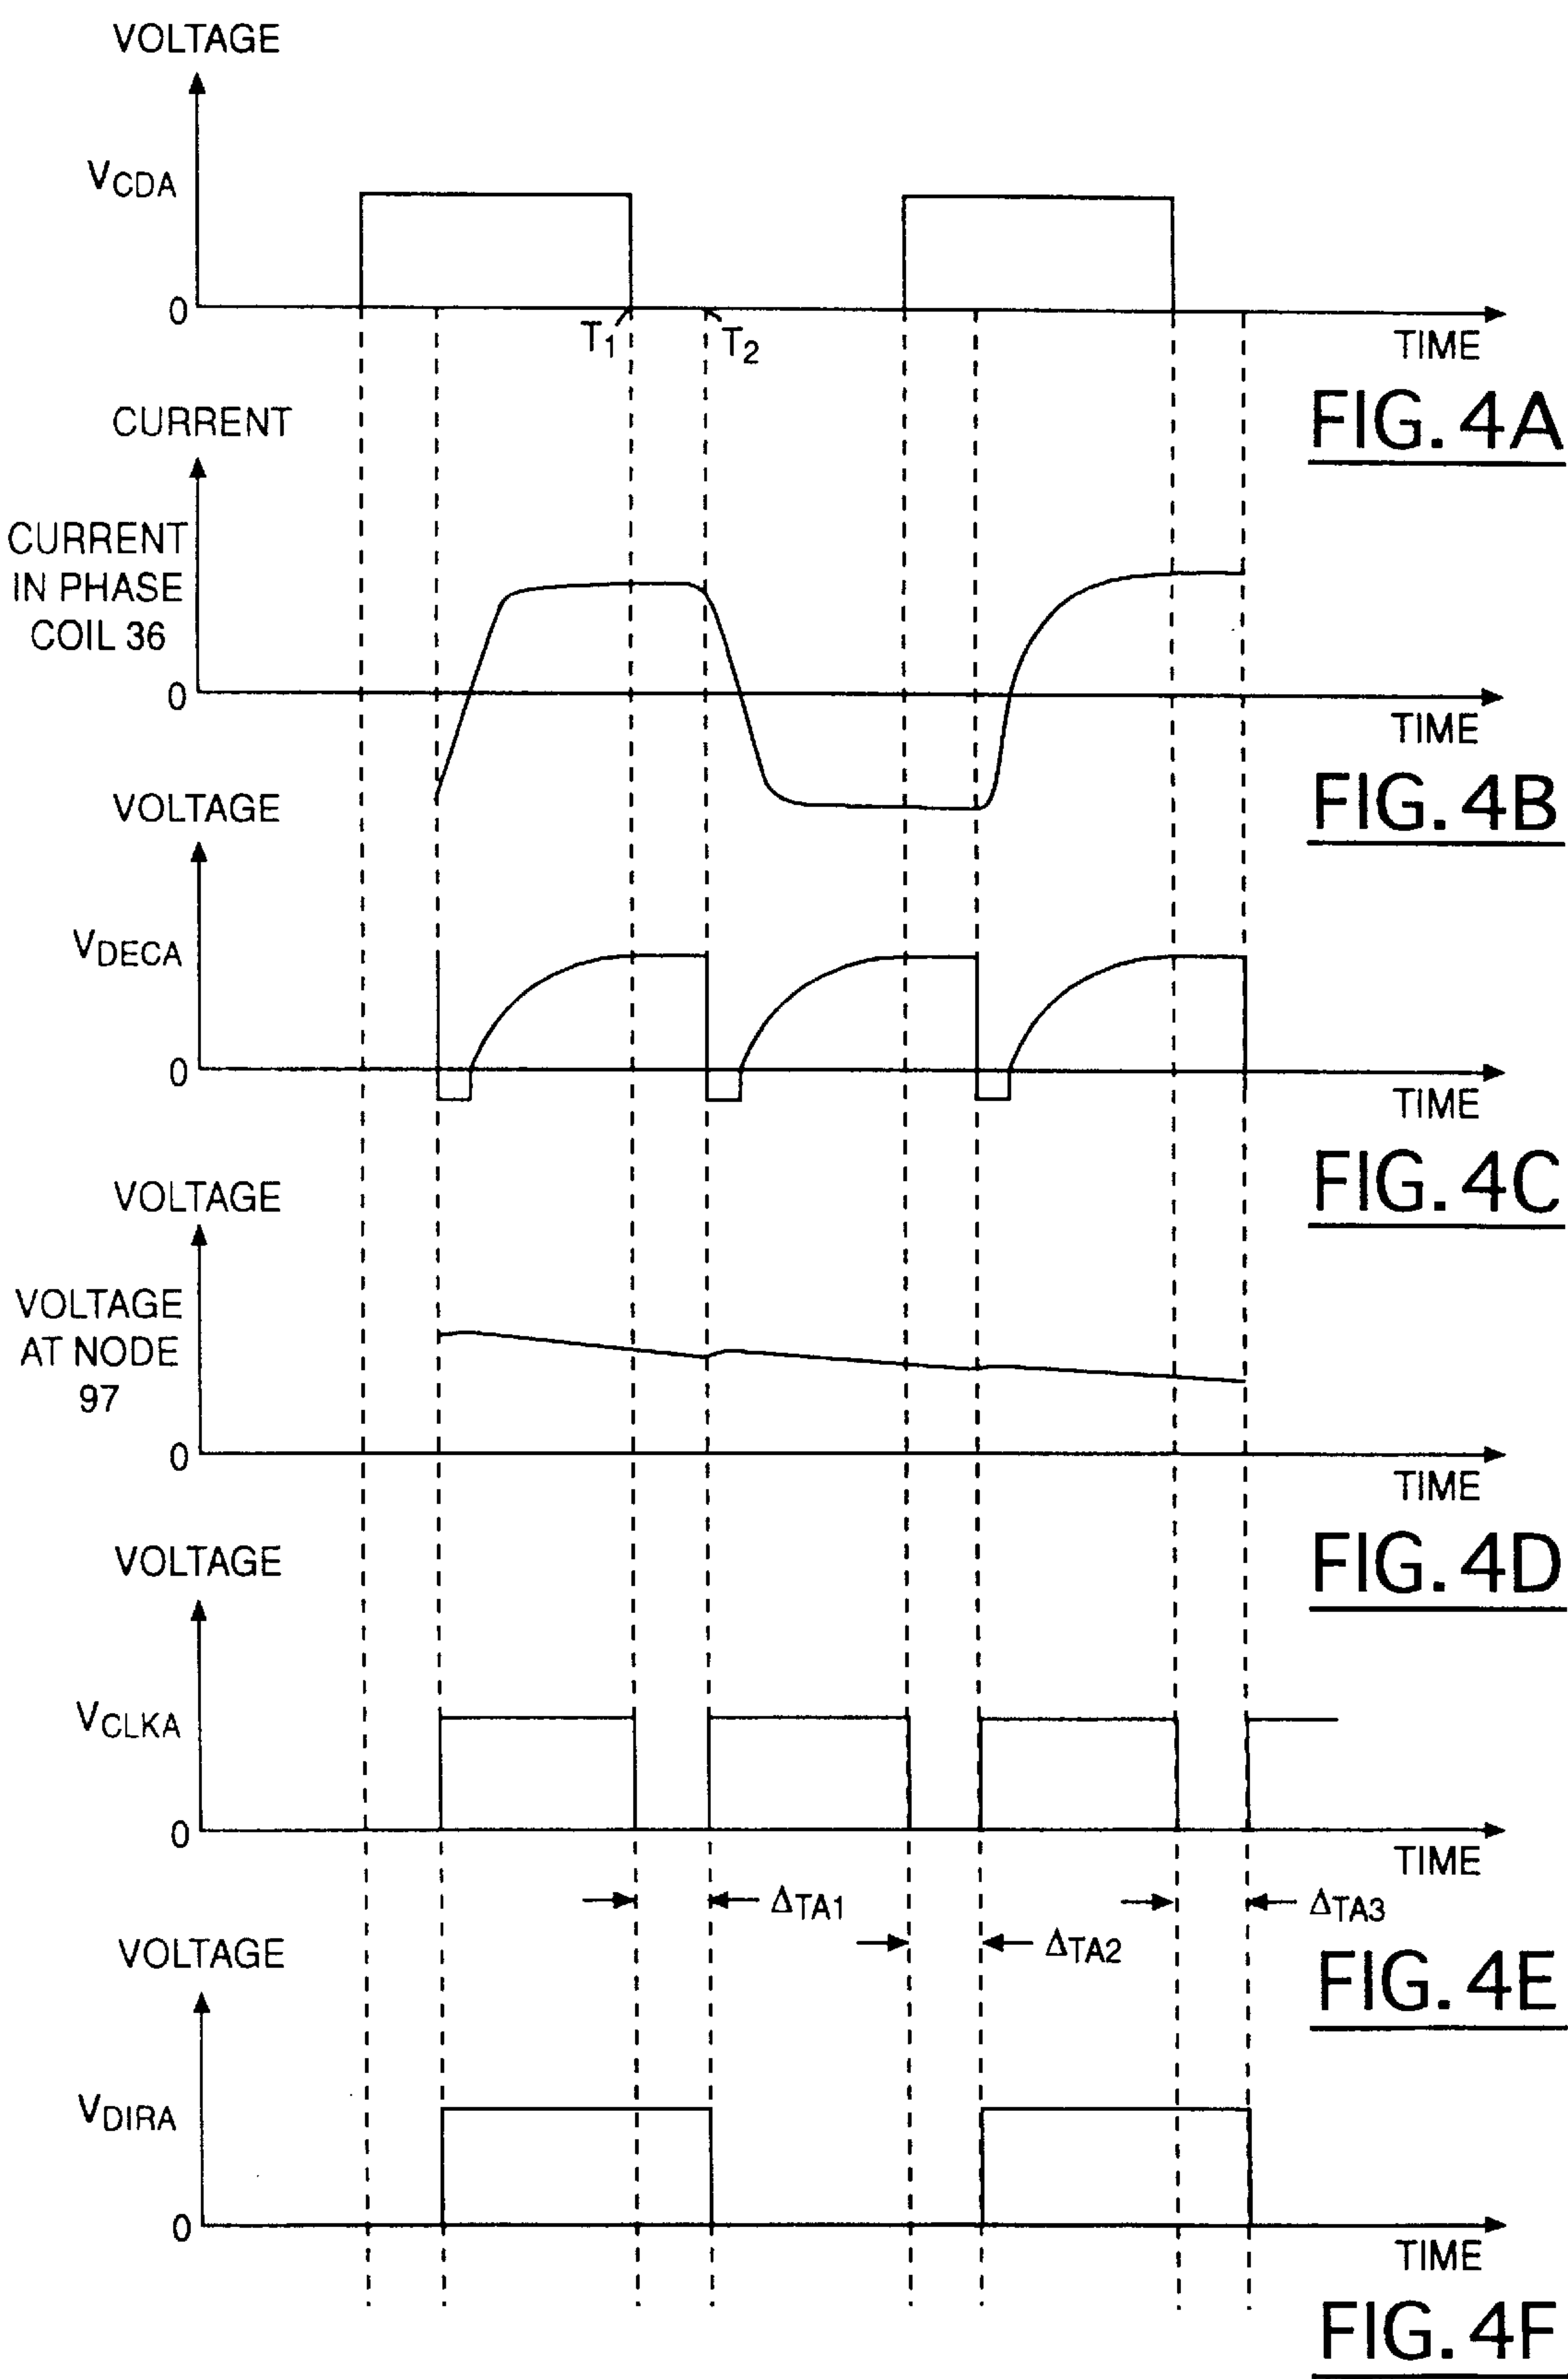 VOLTAGE
VCDA
0
T1
T2
TIME
FIG. 4A
CURRENT
CURRENT
IN PHASE
COIL 36
0
TIME
FIG. 4B
VOLTAGE
VDECA
0
TIME
FIG. 4C
VOLTAGE
VOLTAGE
AT NODE
97
0
TIME
FIG. 4D
VOLTAGE
VCLKA
0
TIME
ΔTA1
ΔTA2
ΔTA3
FIG. 4E
VOLTAGE
VDIRA
0
TIME
FIG. 4F